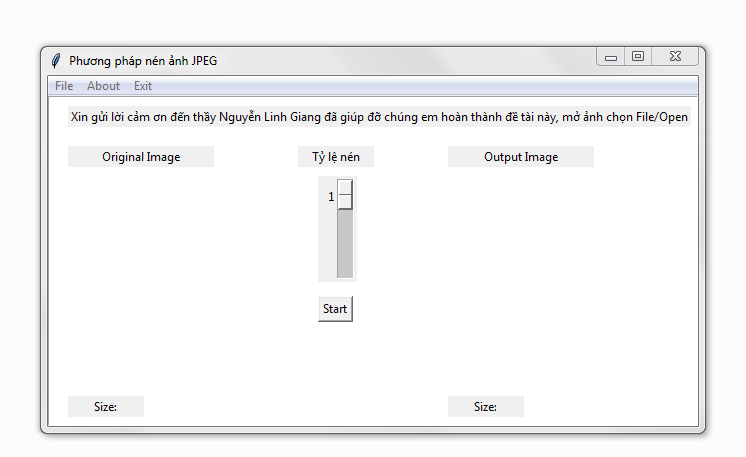 Phương pháp nén ảnh JPEG
File About Exit
Xin gửi lời cảm ơn đến thầy Nguyễn Linh Giang đã giúp đỡ chúng em hoàn thành đề tài này, mở ảnh chọn File/Open
Original Image Tỷ lệ nén Output Image
1
Start
Size: Size: